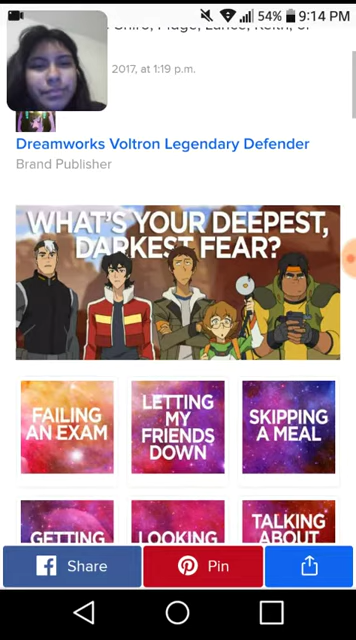 54% 9:14 PM
2017, at 1:19 p.m.
Dreamworks Voltron Legendary Defender
Brand Publisher
WHAT'S YOUR DEEPEST,
DARKEST FEAR?
FAILING
AN EXAM
LETTING
MY
FRIENDS
DOWN
SKIPPING
A MEAL
GETTING
LOOKING
TALKING
ABOUT
Share
Pin